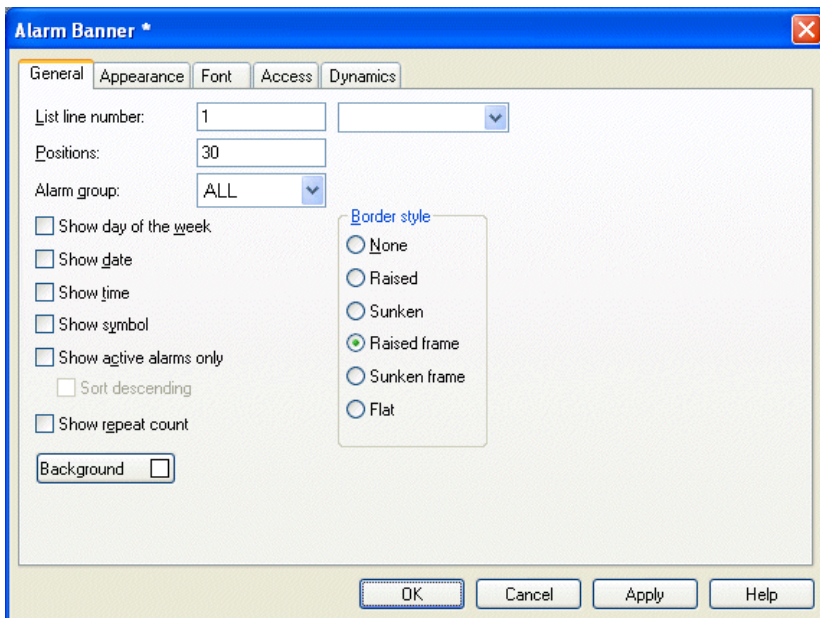 Alarm Banner *
General Appearance Font Access Dynamics
List line number: 1
Positions: 30
Alarm group: ALL
Show day of the week
Show date
Show time
Show symbol
Show active alarms only
Sort descending
Show repeat count
Background
Border style
None
Raised
Sunken
Raised frame
Sunken frame
Flat
OK Cancel Apply Help